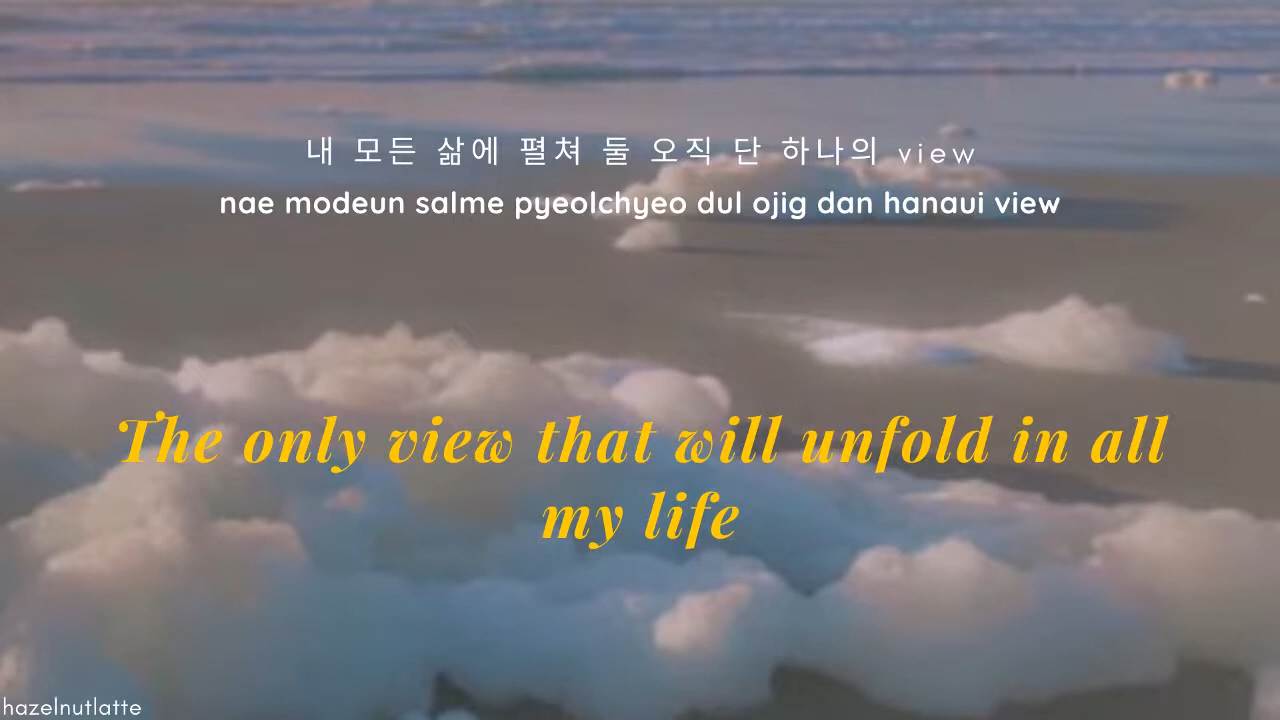 내 모든 삶에 펼쳐 둘 오직 단 하나의 view
nae modeun salme pyeolchyeo dul ojig dan hanaui view
The only view that will unfold in all
my life
hazelnutlatte